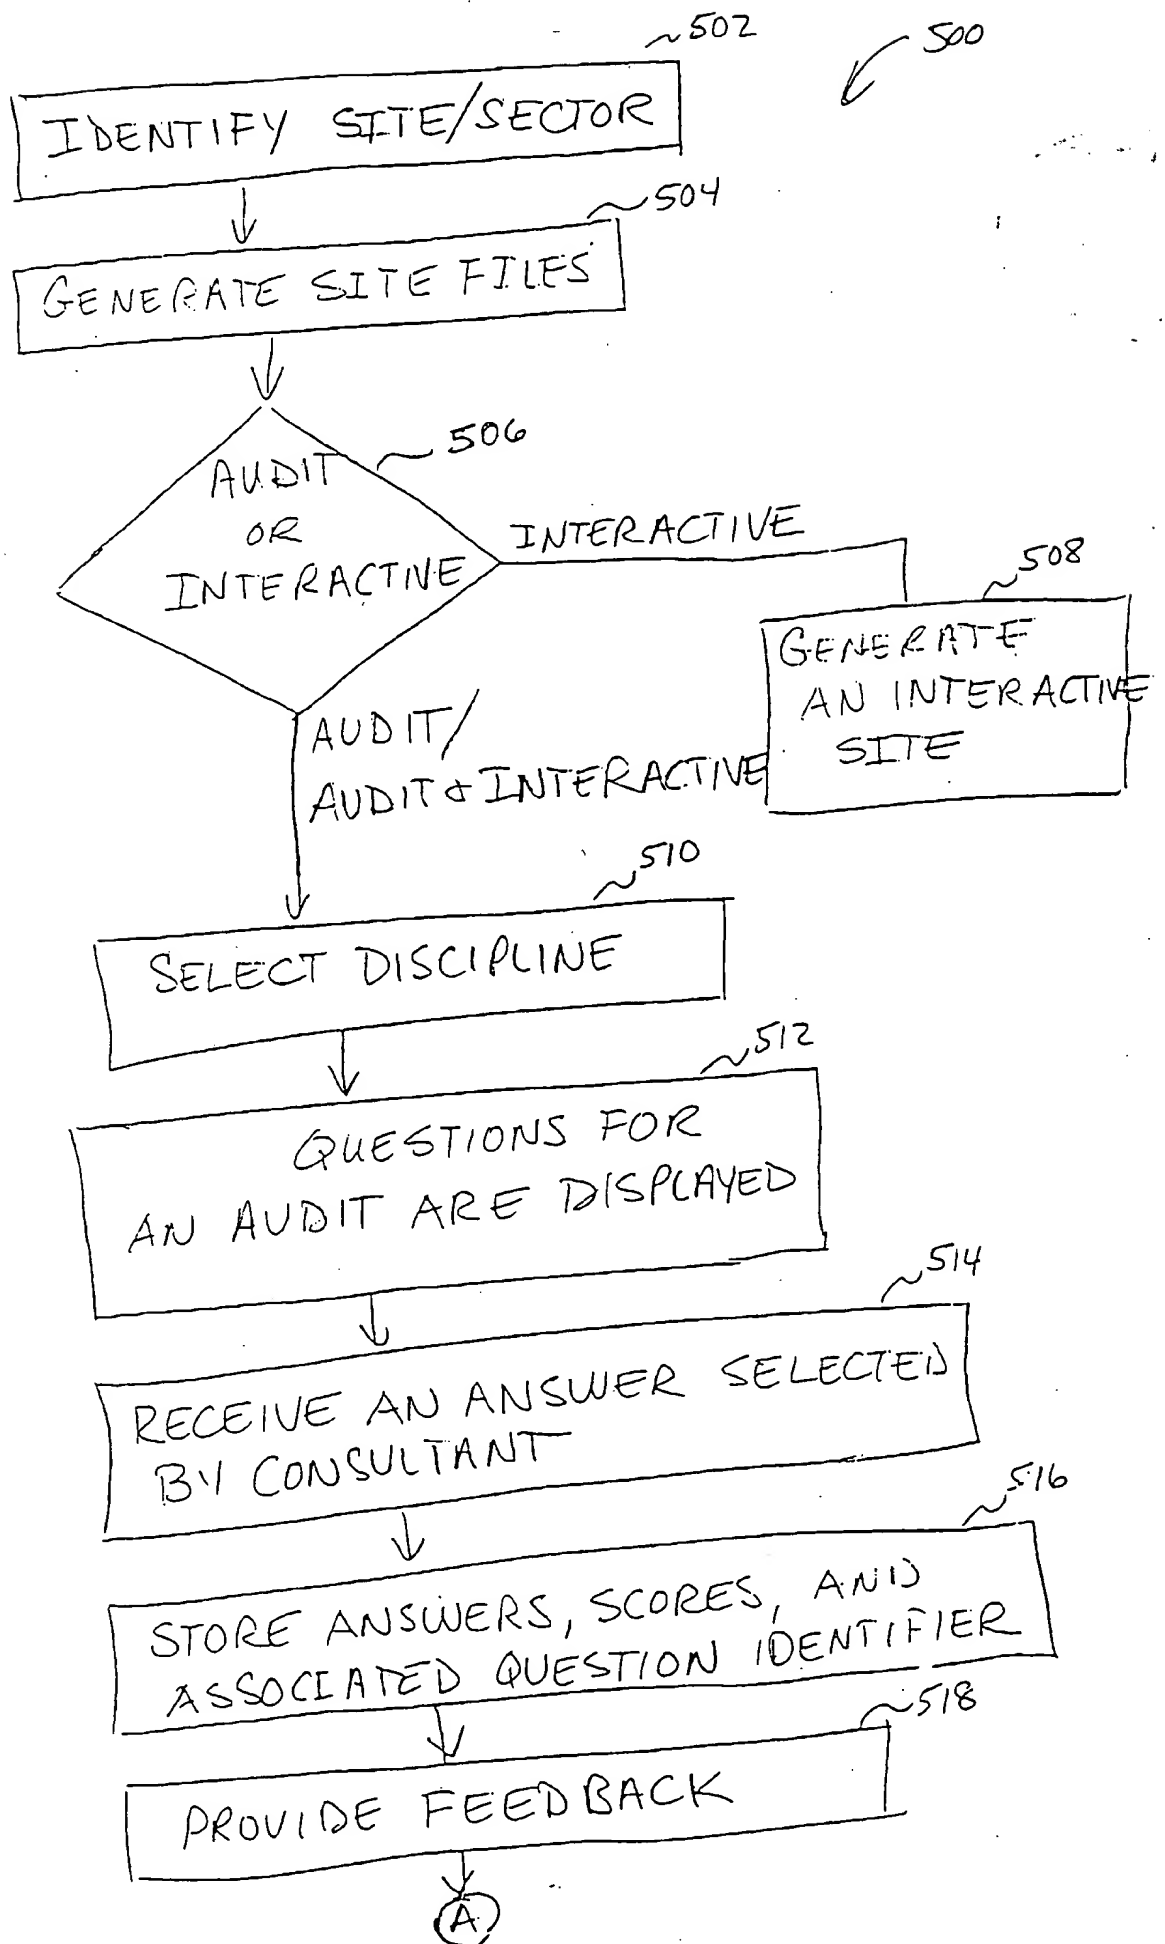 502
500
IDENTIFY SITE/SECTOR
504
GENERATE SITE FILES
506
AUDIT
OR
INTERACTIVE
INTERACTIVE
508
GENERATE
AN INTERACTIVE
SITE
AUDIT/
AUDIT & INTERACTIVE
510
SELECT DISCIPLINE
512
QUESTIONS FOR
AN AUDIT ARE DISPLAYED
514
RECEIVE AN ANSWER SELECTED
BY CONSULTANT
516
STORE ANSWERS, SCORES, AND
ASSOCIATED QUESTION IDENTIFIER
518
PROVIDE FEEDBACK
A